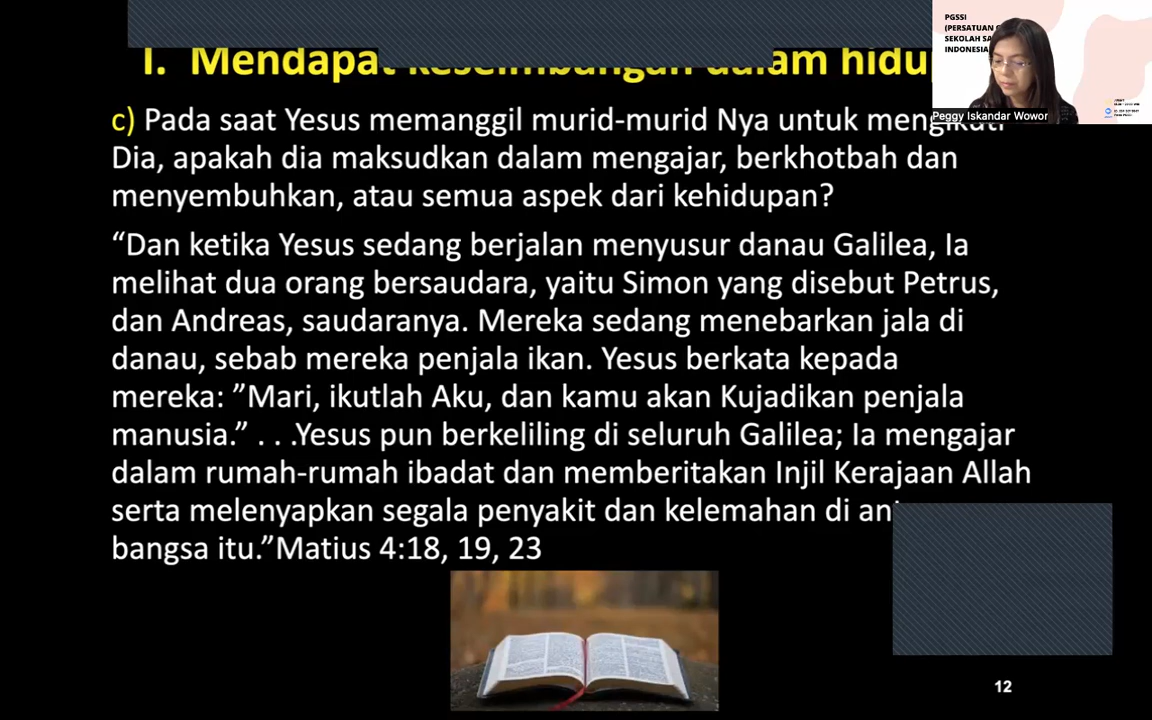 I. Mendapat keseimbangan dalam
c) Pada saat Yesus memanggil murid-murid Nya untuk mengikuti
Dia, apakah dia maksudkan dalam mengajar, berkhotbah dan
menyembuhkan, atau semua aspek dari kehidupan?
“Dan ketika Yesus sedang berjalan menyusur danau Galilea, Ia
melihat dua orang bersaudara, yaitu Simon yang disebut Petrus,
dan Andreas, saudaranya. Mereka sedang menebarkan jala di
danau, sebab mereka penjala ikan. Yesus berkata kepada
mereka: ”Mari, ikutlah Aku, dan kamu akan Kujadikan penjala
manusia.” . . .Yesus pun berkeliling di seluruh Galilea; Ia mengajar
dalam rumah-rumah ibadat dan memberitakan Injil Kerajaan Allah
serta melenyapkan segala penyakit dan kelemahan di
bangsa itu.”Matius 4:18, 19, 23
12
PGSSI
(PERSATUAN
SEKOLAH
INDONESIA
Peggy Iskandar Wowor